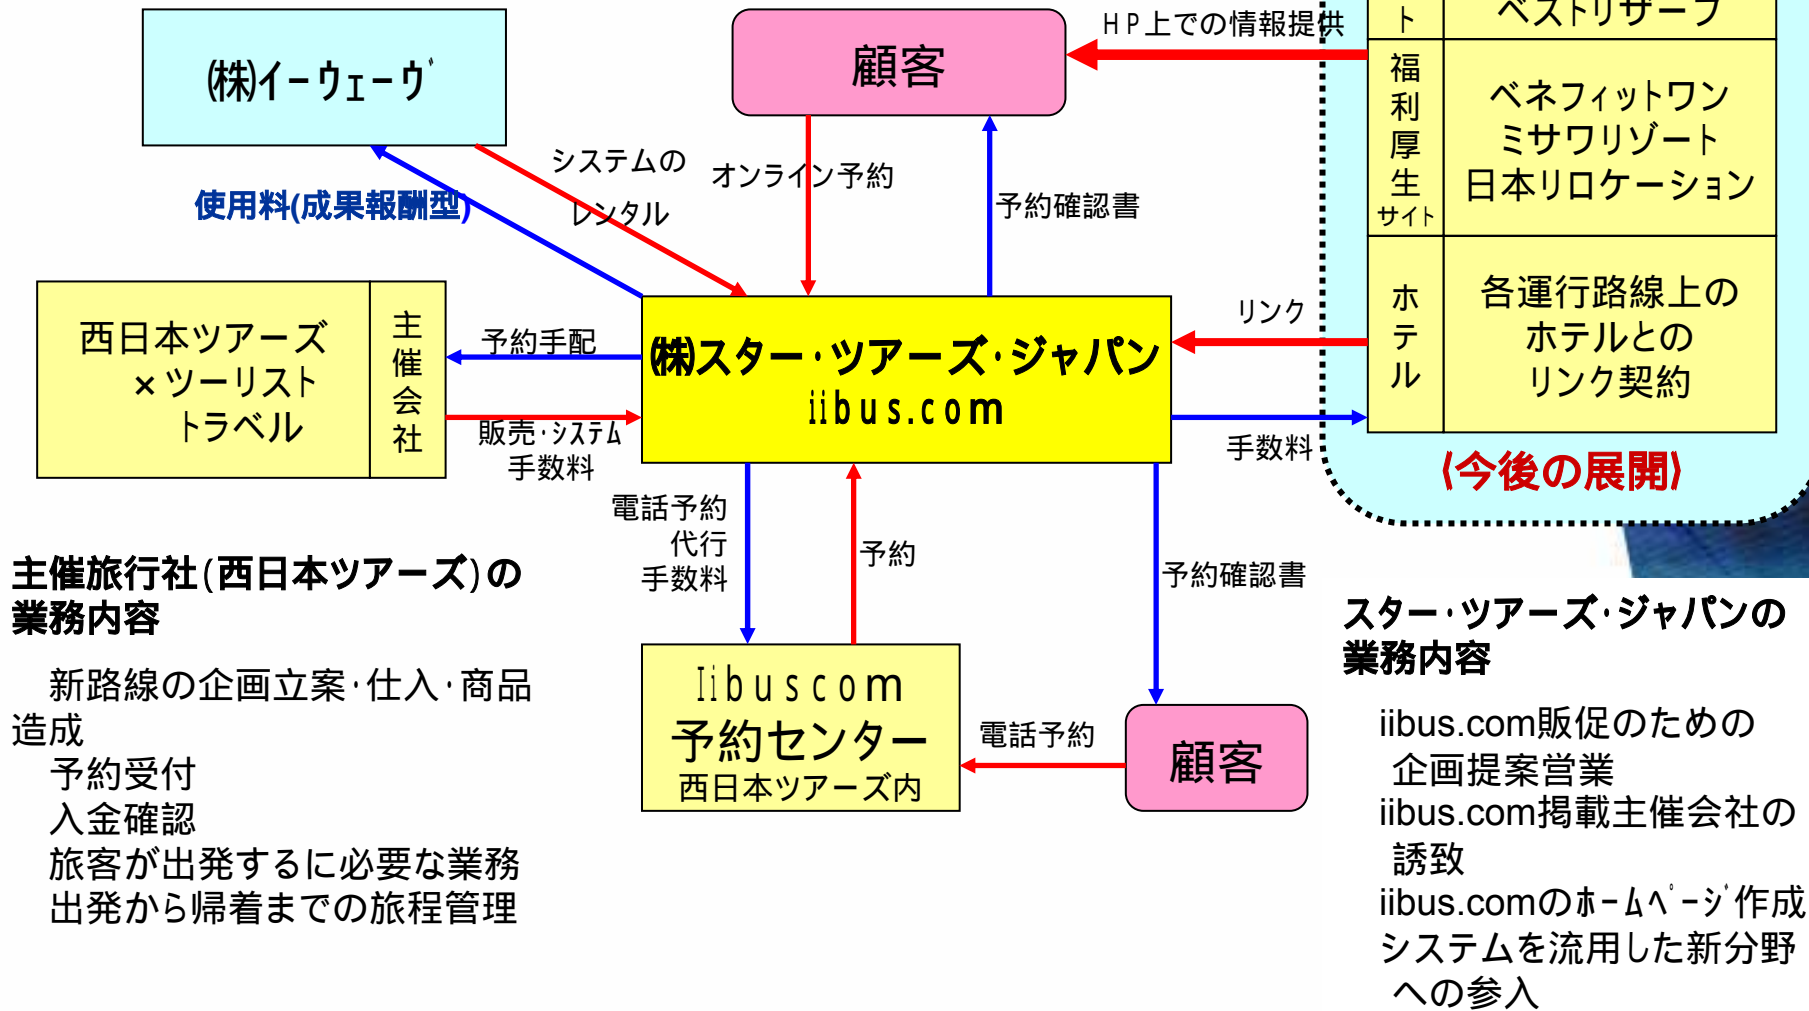 ㈱イーウェーヴ
顧客
HP上での情報提供
ト
ベストリザーブ
福利厚生サイト
ベネフィットワン
ミサワリゾート
日本リロケーション
システムの
レンタル
オンライン予約
予約確認書
使用料(成果報酬型)
西日本ツアーズ
×ツーリスト
トラベル
主催会社
予約手配
販売・システム
手数料
㈱スター・ツアーズ・ジャパン
iibus.com
リンク
手数料
ホテル
各運行路線上の
ホテルとの
リンク契約
(今後の展開)
電話予約
代行
手数料
予約
予約確認書
Iibuscom
予約センター
西日本ツアーズ内
電話予約
顧客
主催旅行社(西日本ツアーズ)の
業務内容
新路線の企画立案・仕入・商品
造成
予約受付
入金確認
旅客が出発するに必要な業務
出発から帰着までの旅程管理
スター・ツアーズ・ジャパンの
業務内容
iibus.com販促のための
企画提案営業
iibus.com掲載主催会社の
誘致
iibus.comのホームページ作成
システムを流用した新分野
への参入